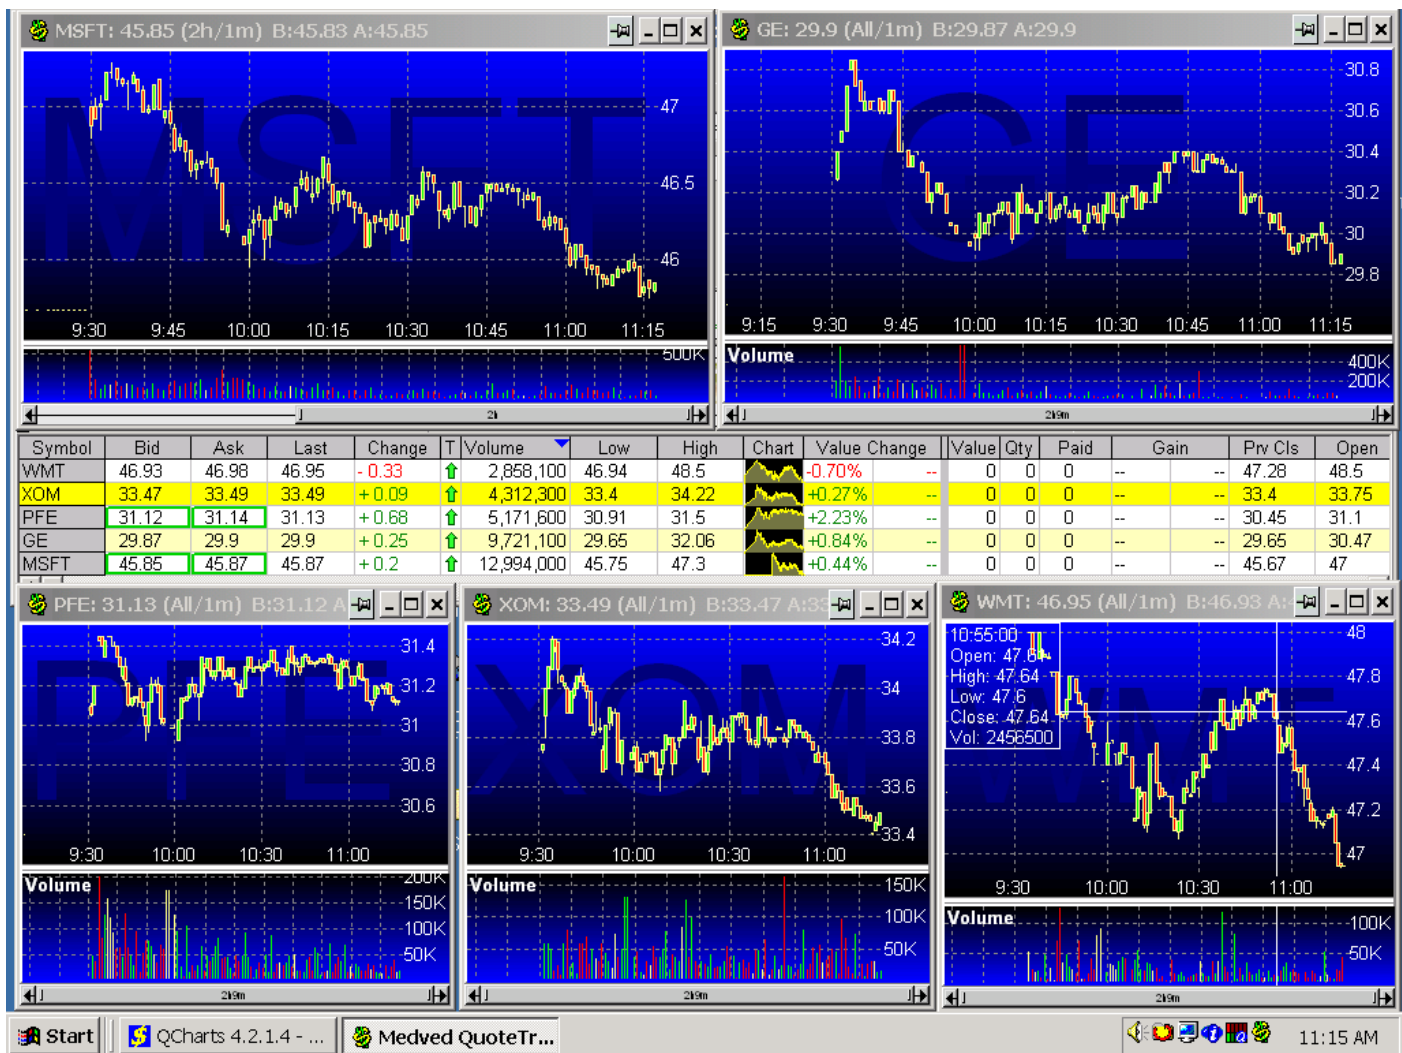 MSFT: 45.85 (2h/1m) B:45.83 A:45.85
MSFT
47
46.5
46
9:30 9:45 10:00 10:15 10:30 10:45 11:00 11:15
500K
2h
GE: 29.9 (All/1m) B:29.87 A:29.9
GE
30.8
30.6
30.4
30.2
30
29.8
9:15 9:30 9:45 10:00 10:15 10:30 10:45 11:00 11:15
Volume
400K
200K
2h9m
Symbol Bid Ask Last Change T Volume Low High Chart Value Change Value Qty Paid Gain Prv Cls Open
WMT 46.93 46.98 46.95 - 0.33 2,858,100 46.94 48.5 -0.70% -- 0 0 0 -- -- 47.28 48.5
XOM 33.47 33.49 33.49 + 0.09 4,312,300 33.4 34.22 +0.27% -- 0 0 0 -- -- 33.4 33.75
PFE 31.12 31.14 31.13 + 0.68 5,171,600 30.91 31.5 +2.23% -- 0 0 0 -- -- 30.45 31.1
GE 29.87 29.9 29.9 + 0.25 9,721,100 29.65 32.06 +0.84% -- 0 0 0 -- -- 29.65 30.47
MSFT 45.85 45.87 45.87 + 0.2 12,994,000 45.75 47.3 +0.44% -- 0 0 0 -- -- 45.67 47
PFE: 31.13 (All/1m) B:31.12 A
PFE
31.4
31.2
31
30.8
30.6
9:30 10:00 10:30 11:00
Volume
200K
150K
100K
50K
2h9m
XOM: 33.49 (All/1m) B:33.47 A:33
XOM
34.2
34
33.8
33.6
33.4
9:30 10:00 10:30 11:00
Volume
150K
100K
50K
2h9m
WMT: 46.95 (All/1m) B:46.93 A:
WMT
10:55:00
Open: 47.64
High: 47.64
Low: 47.6
Close: 47.64
Vol: 2456500
48
47.8
47.6
47.4
47.2
47
9:30 10:00 10:30 11:00
Volume
100K
50K
2h9m
Start QCharts 4.2.1.4 - ... Medved QuoteTr... 11:15 AM